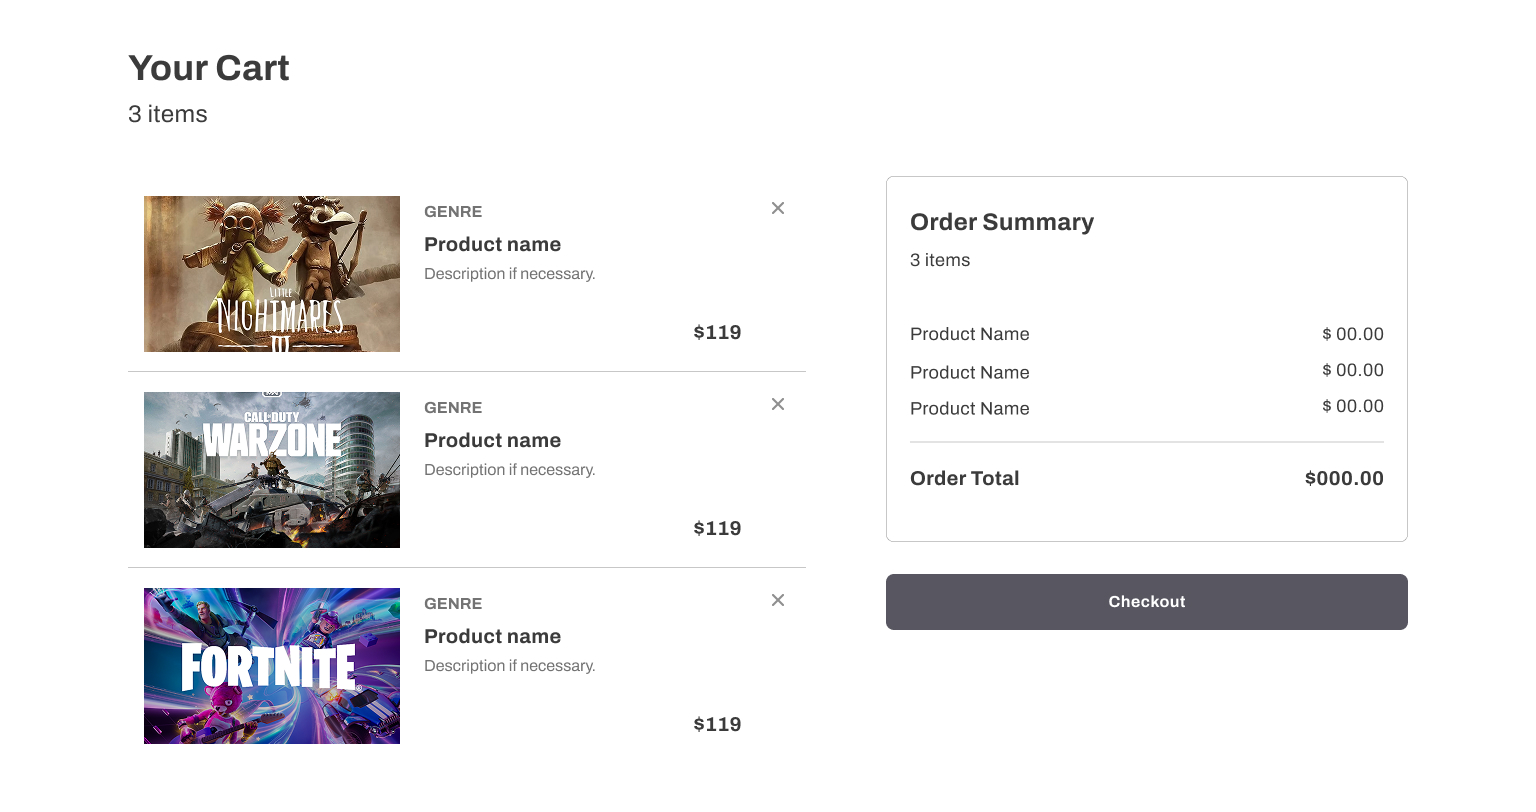 Your Cart
3 items
GENRE
Product name
Description if necessary.
$119
LITTLE
NIGHTMARES
III
GENRE
Product name
Description if necessary.
$119
CALL OF DUTY
WARZONE
GENRE
Product name
Description if necessary.
$119
FORTNITE
Order Summary
3 items
Product Name $ 00.00
Product Name $ 00.00
Product Name $ 00.00
Order Total $000.00
Checkout